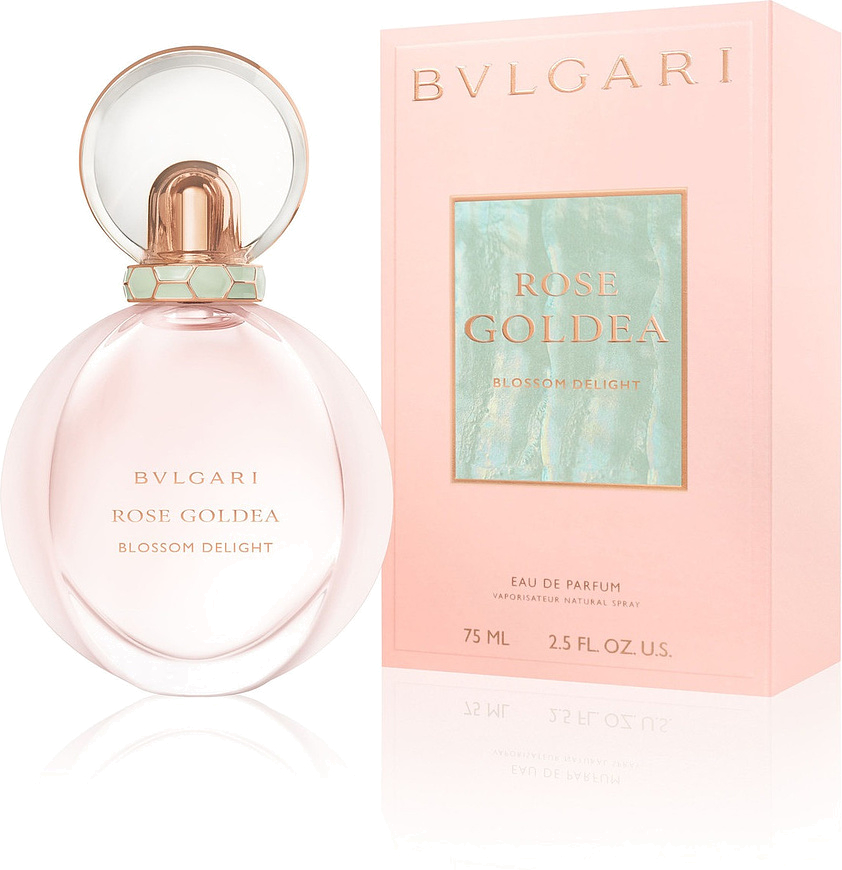 BVLGARI
ROSE GOLDEA
BLOSSOM DELIGHT
BVLGARI
ROSE
GOLDEA
BLOSSOM DELIGHT
EAU DE PARFUM
VAPORISATEUR NATURAL SPRAY
75 ML 2.5 FL. OZ. U.S.